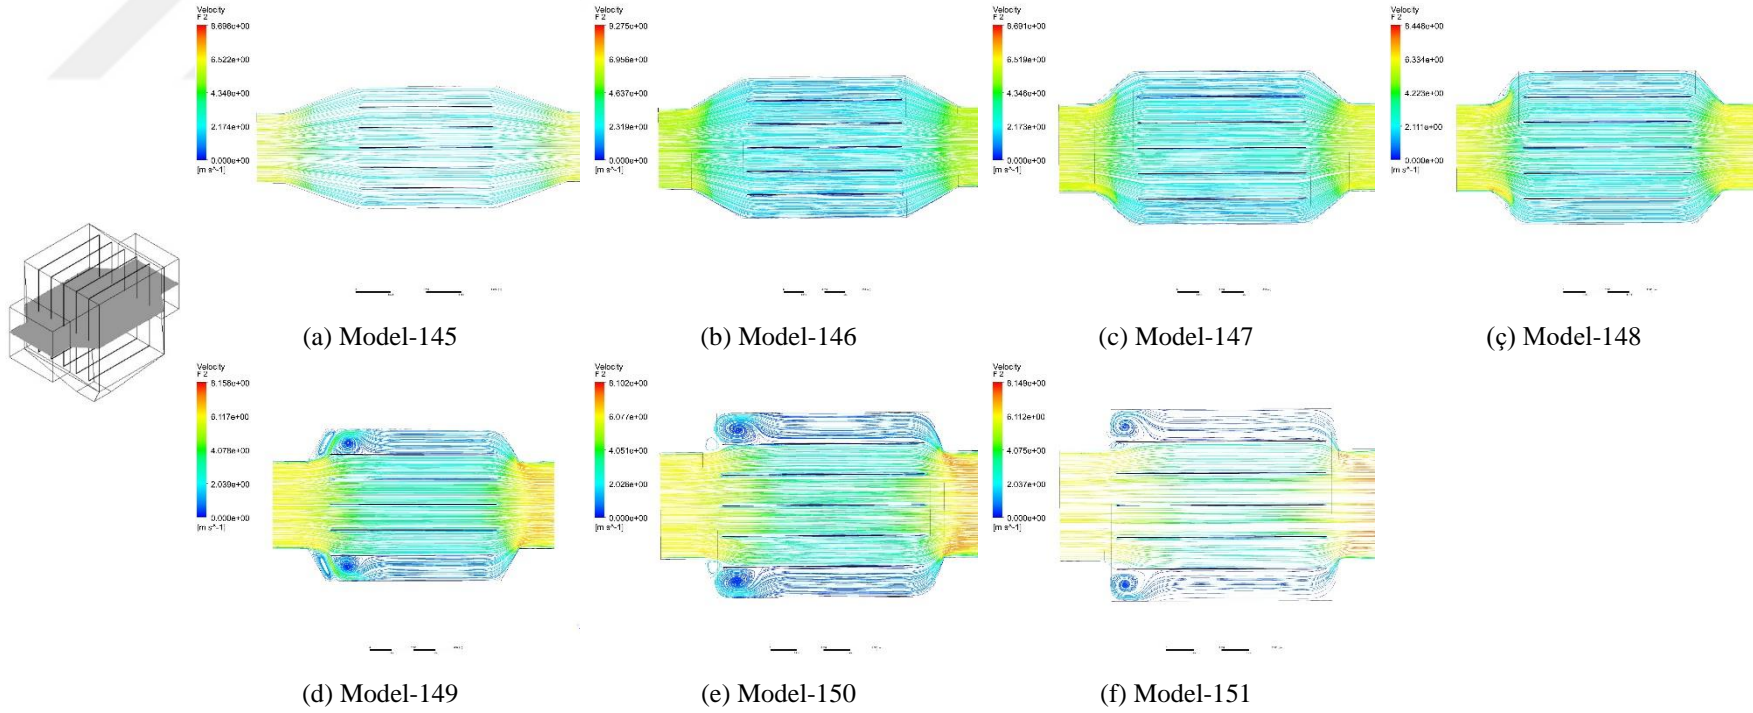 Velocity
F 2
8.696e+00
6.522e+00
4.348e+00
2.174e+00
0.000e+00
[m s^-1]
Velocity
F 2
9.275e+00
6.956e+00
4.637e+00
2.319e+00
0.000e+00
[m s^-1]
Velocity
F 2
8.691e+00
6.519e+00
4.346e+00
2.173e+00
0.000e+00
[m s^-1]
Velocity
F 2
8.446e+00
6.334e+00
4.223e+00
2.111e+00
0.000e+00
[m s^-1]
(a) Model-145
(b) Model-146
(c) Model-147
(ç) Model-148
Velocity
F 2
8.156e+00
6.117e+00
4.078e+00
2.039e+00
0.000e+00
[m s^-1]
Velocity
F 2
8.102e+00
6.077e+00
4.051e+00
2.026e+00
0.000e+00
[m s^-1]
Velocity
F 2
8.149e+00
6.112e+00
4.075e+00
2.037e+00
0.000e+00
[m s^-1]
(d) Model-149
(e) Model-150
(f) Model-151